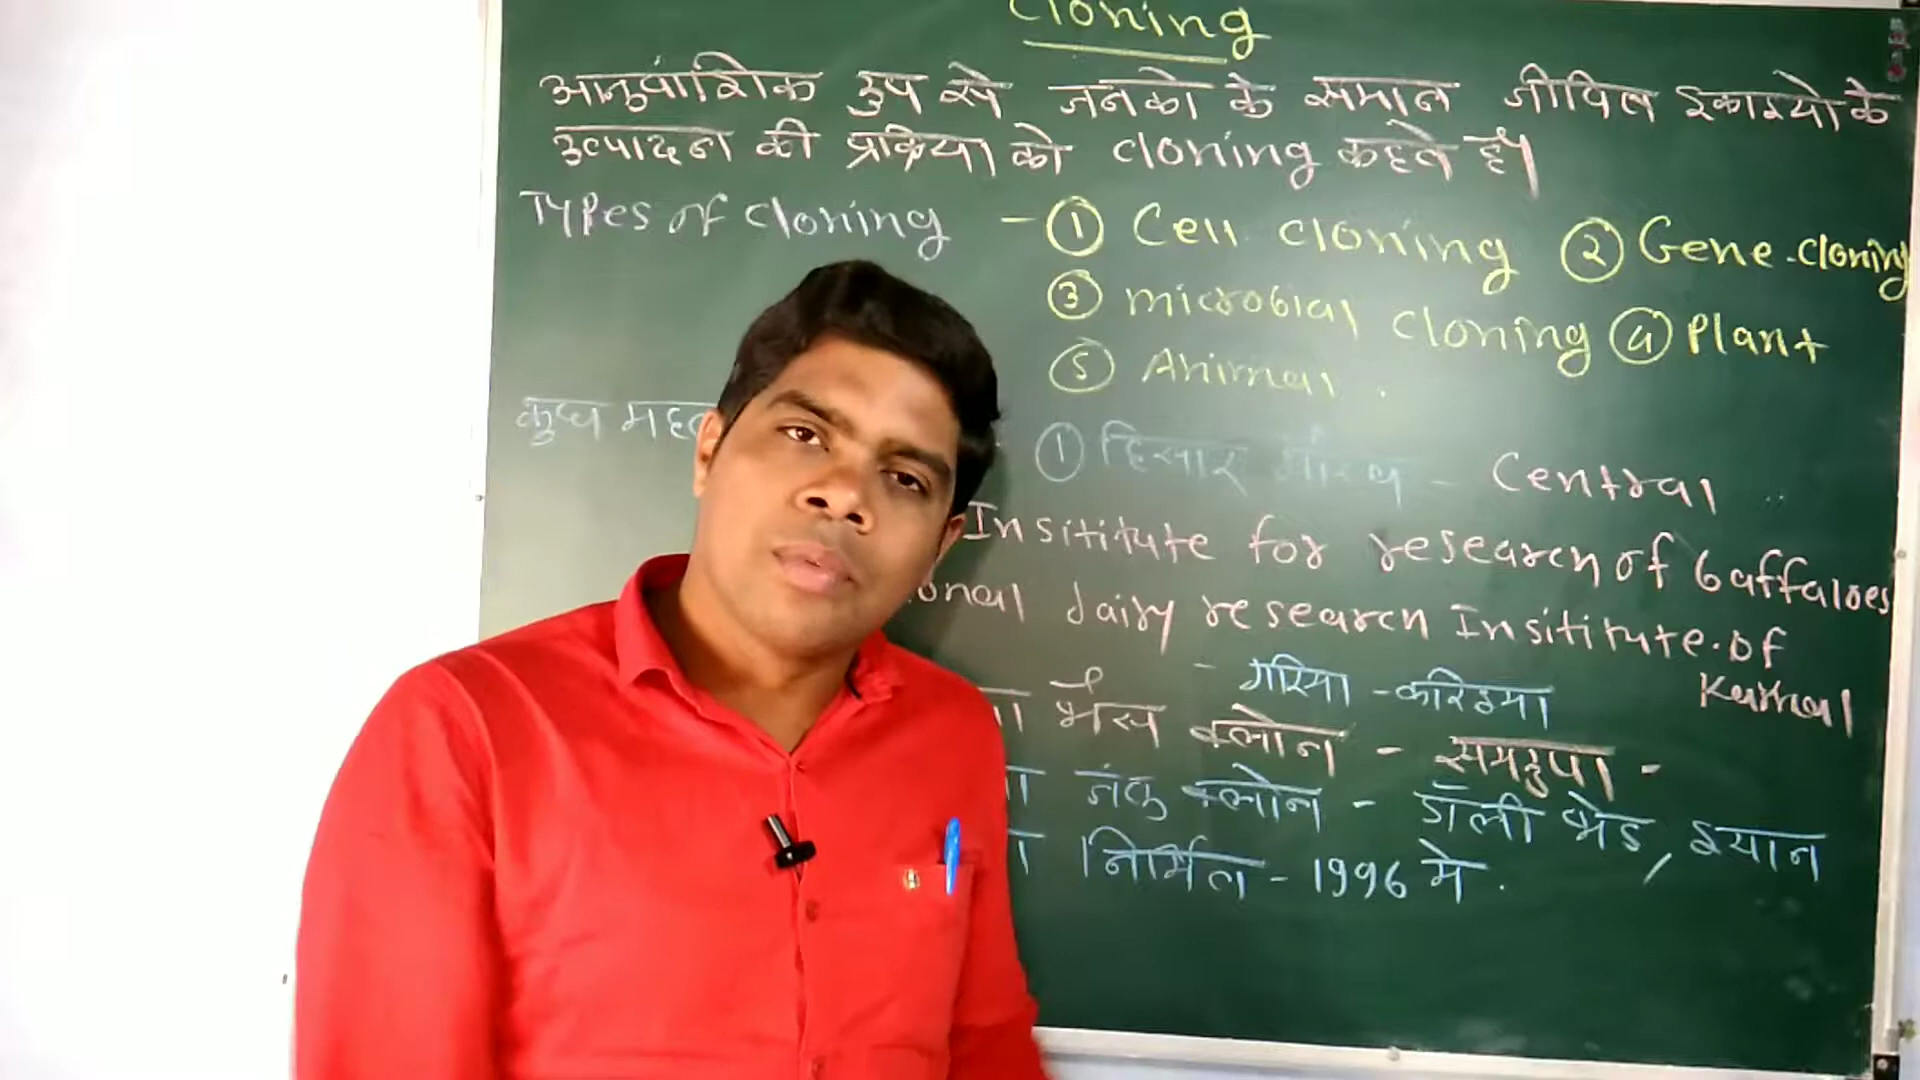 Cloning
आनुवांशिक रुप से जनको के समान जीवित इकाइयो के
उत्पादन की प्रक्रिया को cloning कहते है।
Types of cloning - ① Cell cloning ② Gene-cloning
③ microbial cloning ④ Plant
⑤ Animal .
कुछ ① हिसार गौरव - Central
Insititute for research of baffaloes
dairy research Insititute.of
- गरिमा - करिश्मा Karnal
भैंस क्लोन - समरुपा -
जंतु क्लोन - डॉली भेड, इयान
निर्मित - 1996 मे .